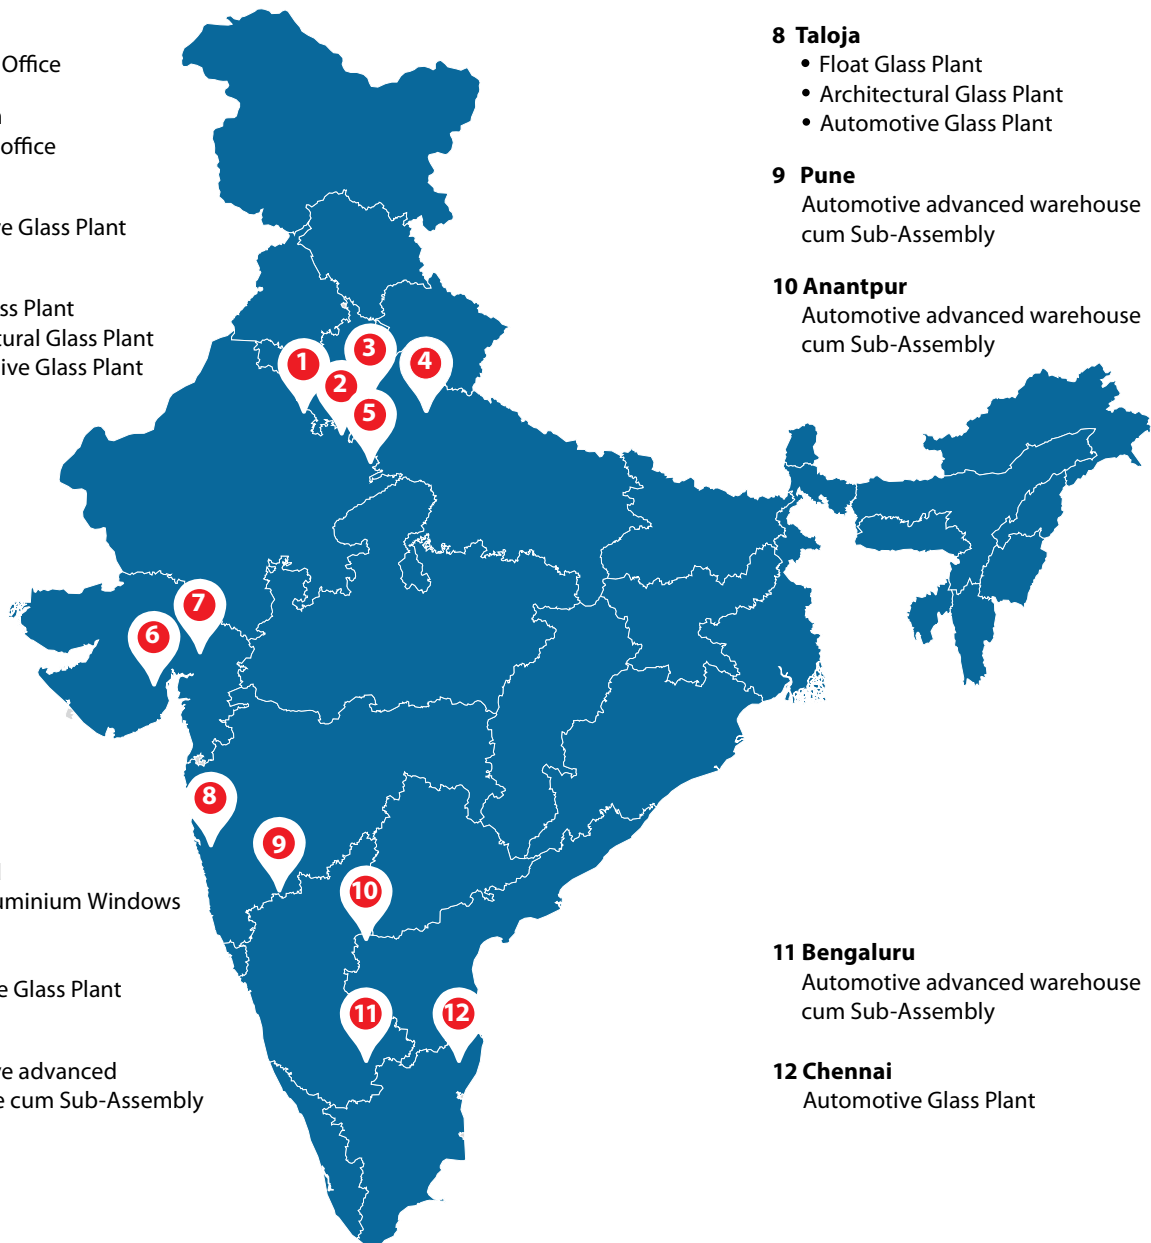 Office
office
e Glass Plant
ss Plant
tural Glass Plant
ive Glass Plant
uminium Windows
e Glass Plant
e advanced
e cum Sub-Assembly
1
2
3
4
5
6
7
8
9
10
11
12
8 Taloja
• Float Glass Plant
• Architectural Glass Plant
• Automotive Glass Plant
9 Pune
Automotive advanced warehouse
cum Sub-Assembly
10 Anantpur
Automotive advanced warehouse
cum Sub-Assembly
11 Bengaluru
Automotive advanced warehouse
cum Sub-Assembly
12 Chennai
Automotive Glass Plant